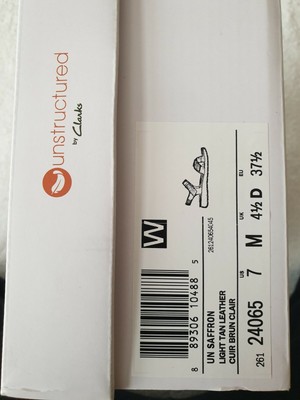 unstructured
by Clarks
W
261240654045
8 89306 10488 5
UN SAFFRON
LIGHT TAN LEATHER
CUIR BRUN CLAIR
261 24065
US 7 M
UK 4½ D
EU 37½